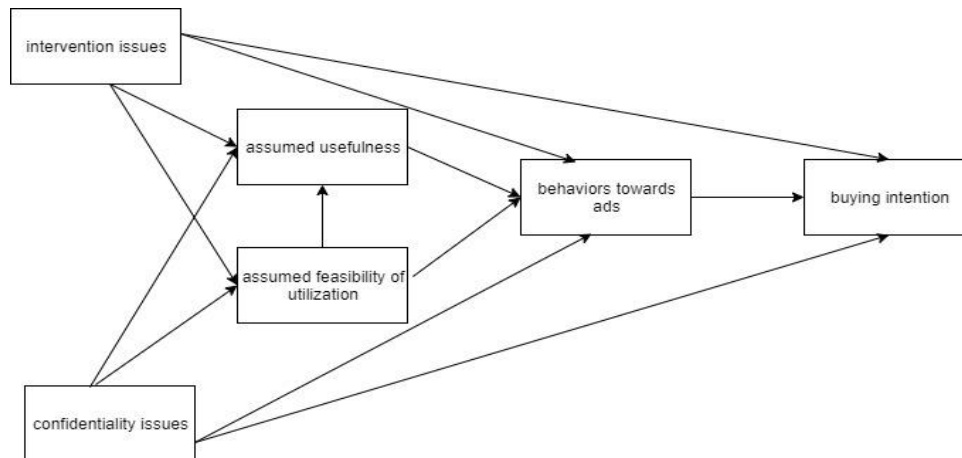 intervention issues
assumed usefulness
behaviors towards
ads
buying intention
assumed feasibility of
utilization
confidentiality issues